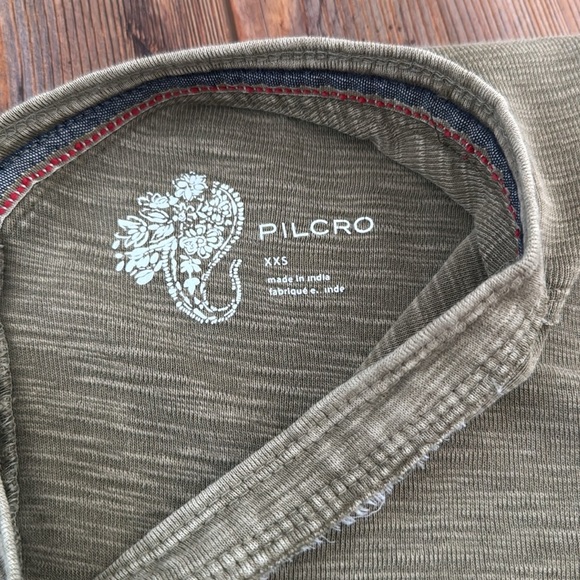 PILCRO
XXS
made in india
fabriqué e.. inde